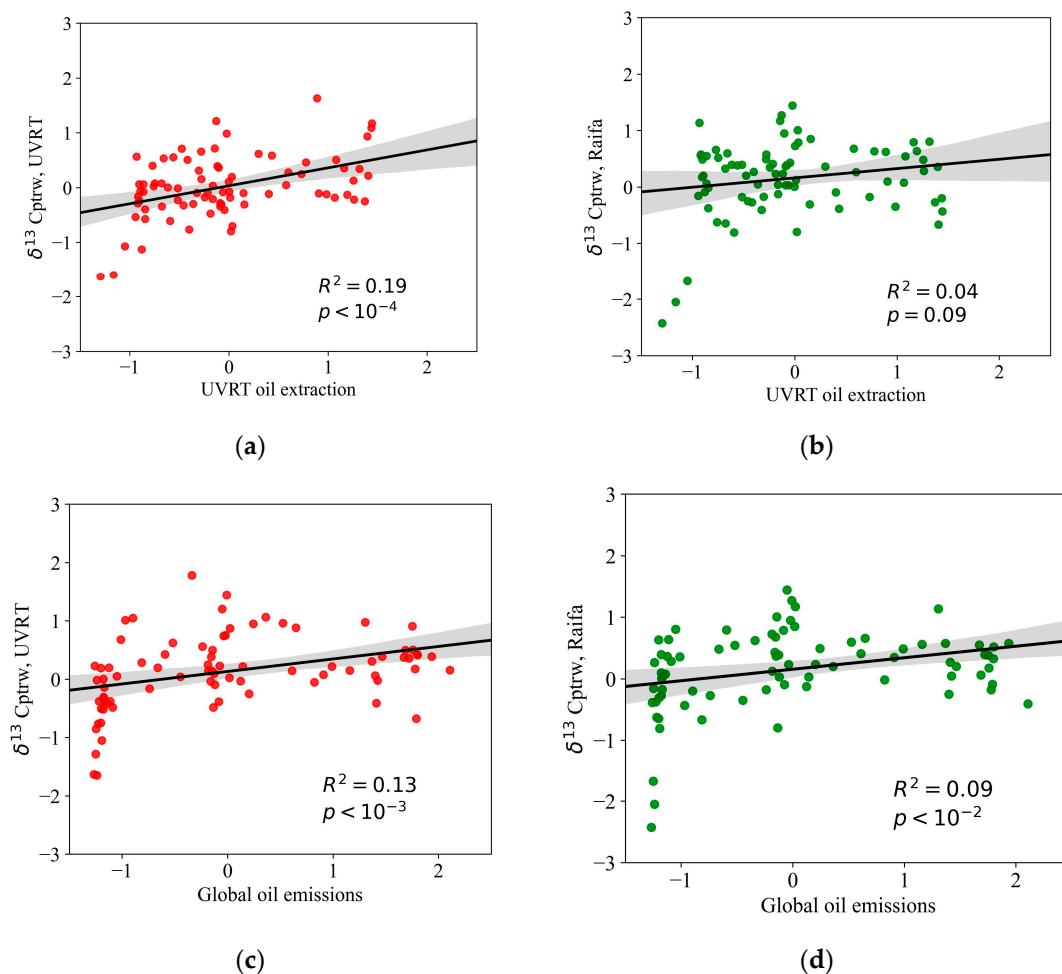 3
2
1
0
−1
−2
−3
δ¹³ Cptrw, UVRT
R² = 0.19
p < 10⁻⁴
−1 0 1 2
UVRT oil extraction
(a)
3
2
1
0
−1
−2
−3
δ¹³ Cptrw, Raifa
R² = 0.04
p = 0.09
−1 0 1 2
UVRT oil extraction
(b)
3
2
1
0
−1
−2
−3
δ¹³ Cptrw, UVRT
R² = 0.13
p < 10⁻³
−1 0 1 2
Global oil emissions
(c)
3
2
1
0
−1
−2
−3
δ¹³ Cptrw, Raifa
R² = 0.09
p < 10⁻²
−1 0 1 2
Global oil emissions
(d)